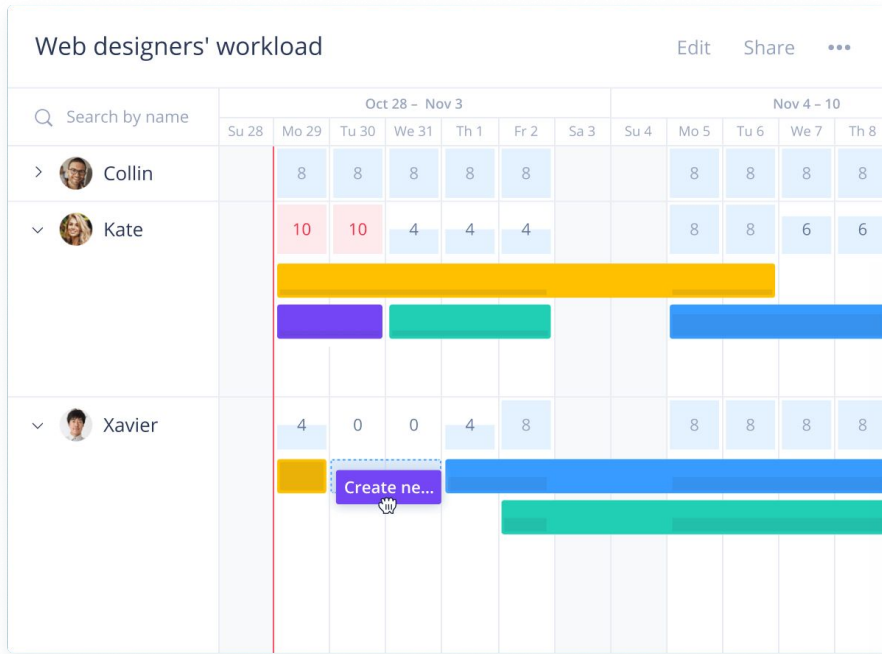 Web designers' workload
Edit Share •••
Search by name
Oct 28 – Nov 3 Nov 4 – 10
Su 28 Mo 29 Tu 30 We 31 Th 1 Fr 2 Sa 3 Su 4 Mo 5 Tu 6 We 7 Th 8
Collin 8 8 8 8 8 8 8 8 8
Kate 10 10 4 4 4 8 8 6 6
Xavier 4 0 0 4 8 8 8 8 8
Create ne...